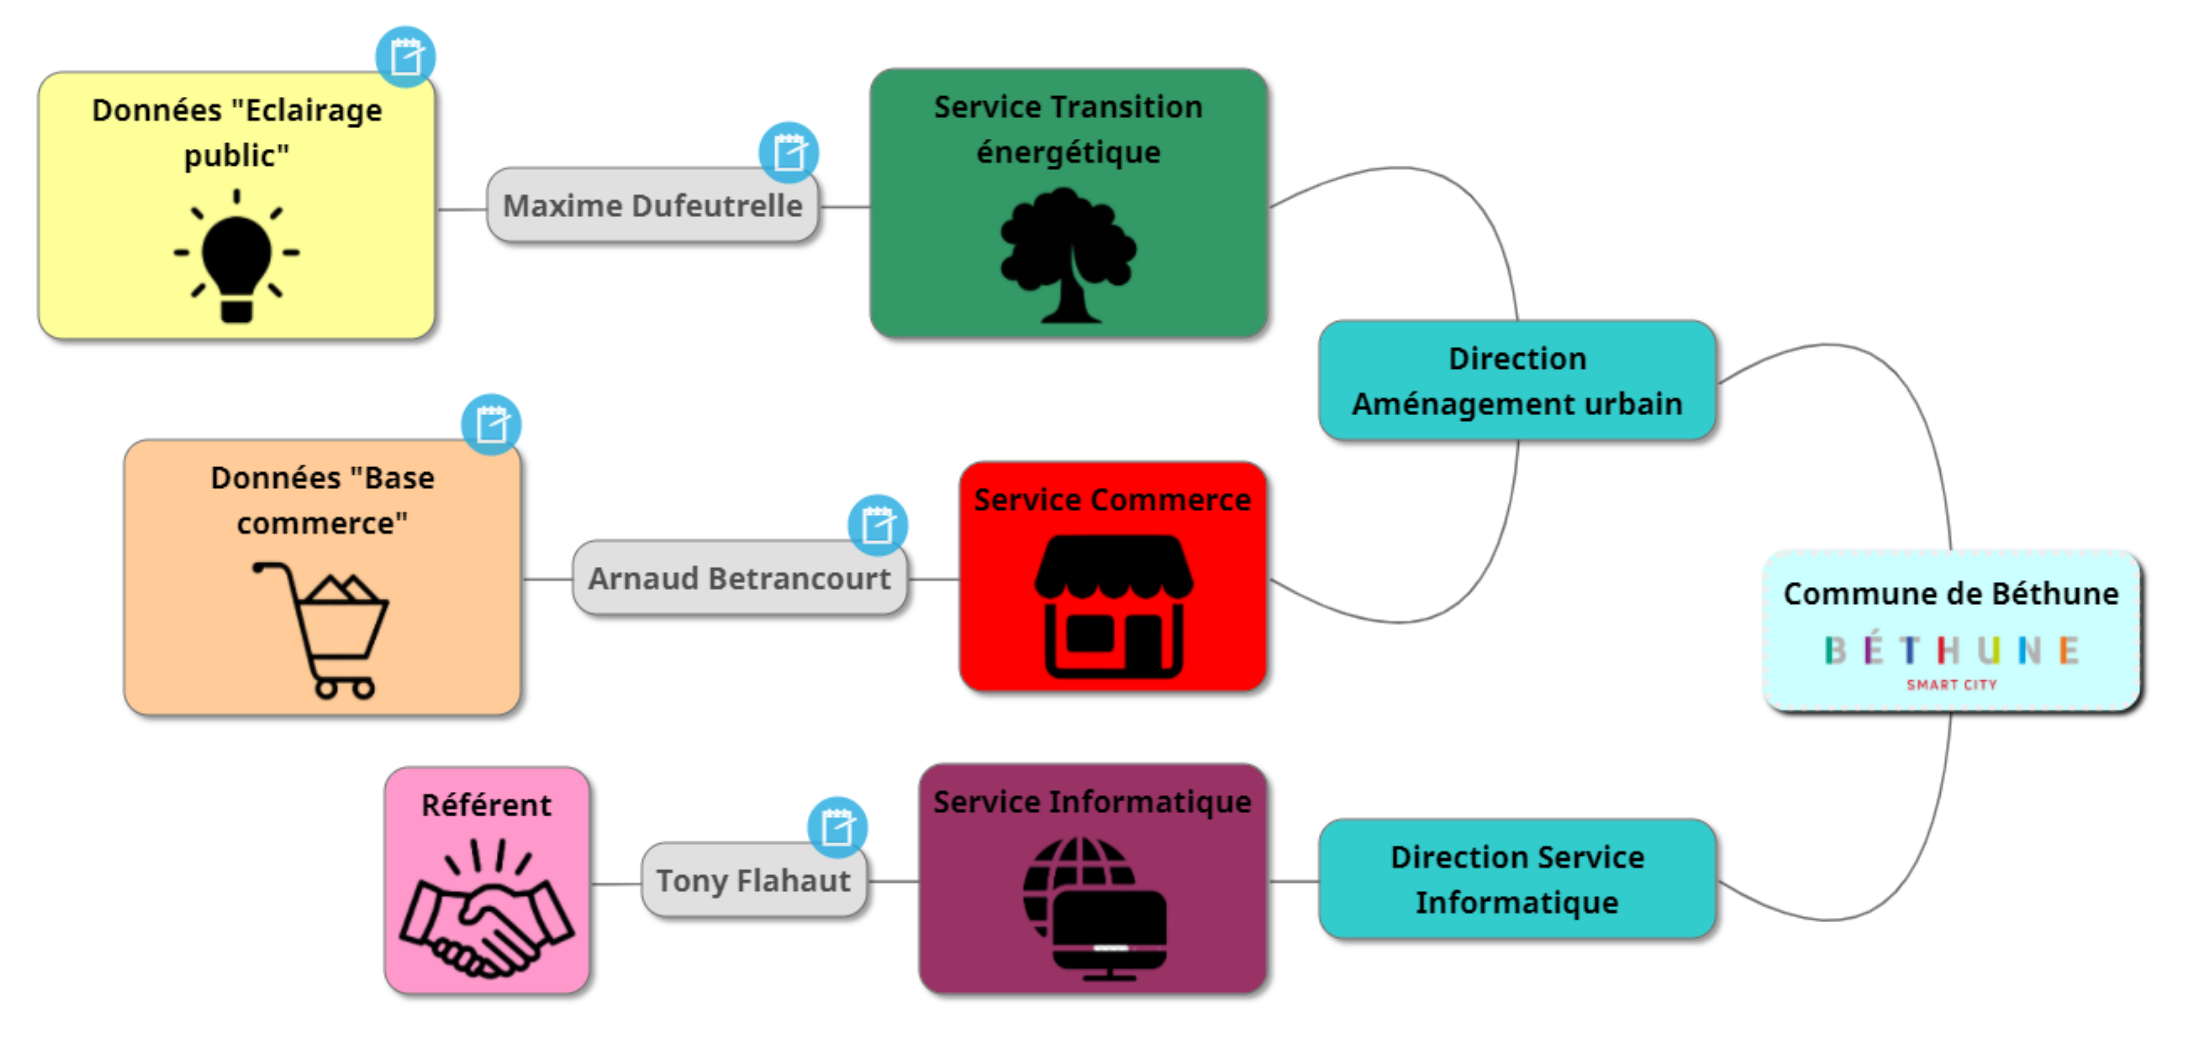 Données "Eclairage
public"
Maxime Dufeutrelle
Service Transition
énergétique
Direction
Aménagement urbain
Données "Base
commerce"
Arnaud Betrancourt
Service Commerce
Commune de Béthune
BÉTHUNE
SMART CITY
Référent
Tony Flahaut
Service Informatique
Direction Service
Informatique